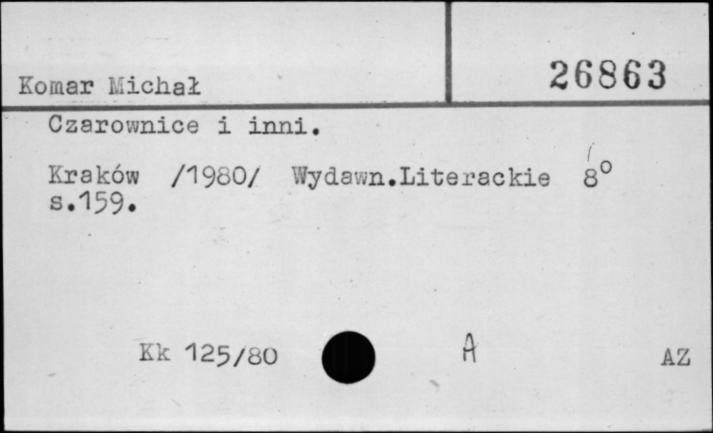 Komar Michał
26863
Czarownice i inni.
Kraków /1980/ Wydawn.Literackie 8°
s.159.
Kk 125/80 A AZ